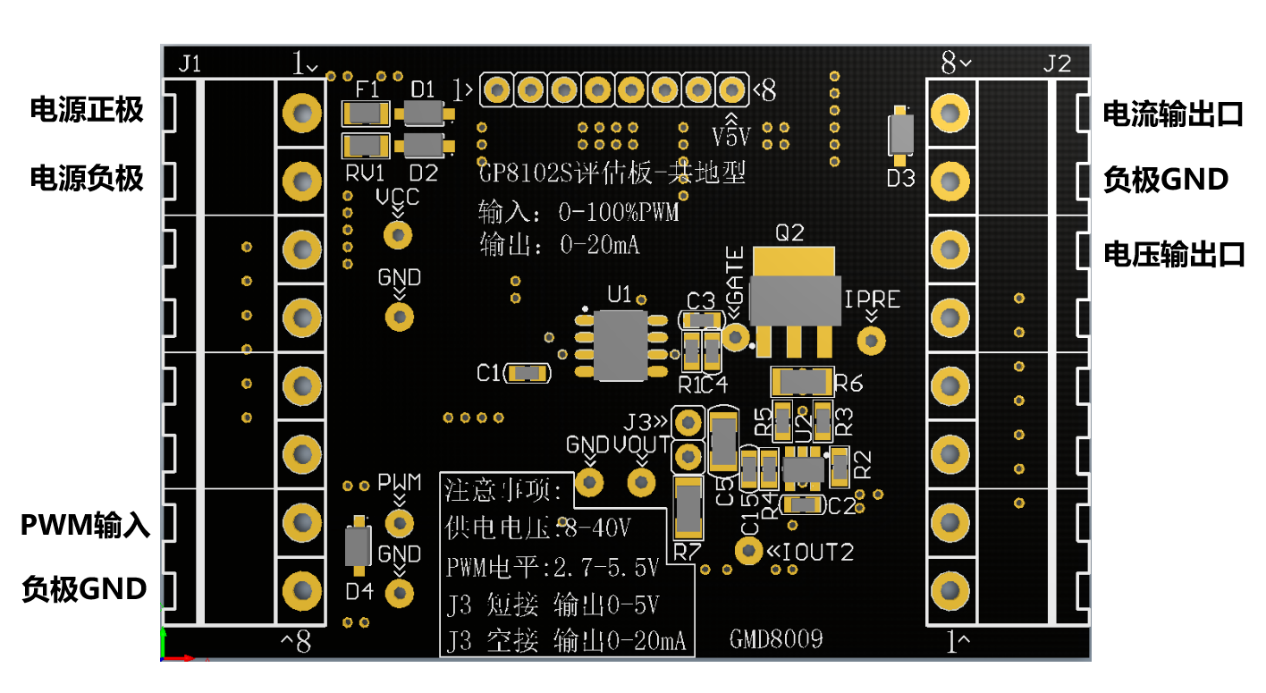 J1
1
F1
D1
1
8
8
J2
电源正极
电流输出口
V5V
RV1
D2
GP8102S评估板-共地型
D3
电源负极
负极GND
VCC
输入: 0-100%PWM
输出: 0-20mA
Q2
电压输出口
GND
GATE
IPRE
U1
C3
C1
R1
C4
R6
R5
U2
R3
J3
GND
VOUT
C5
C15
R4
R2
C2
PWM
注意事项:
供电电压:8-40V
PWM电平:2.7-5.5V
J3 短接 输出0-5V
J3 空接 输出0-20mA
PWM输入
GND
R7
IOUT2
负极GND
D4
8
GMD8009
1